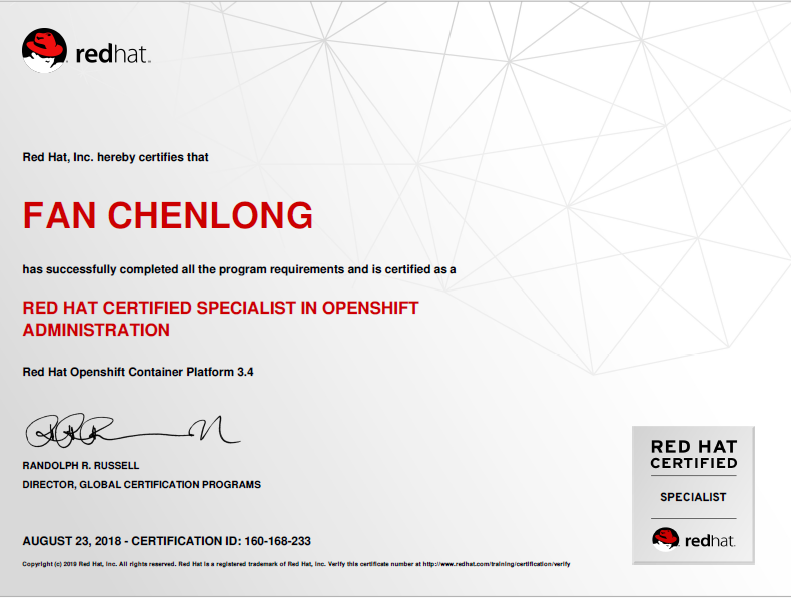 redhat.
Red Hat, Inc. hereby certifies that
FAN CHENLONG
has successfully completed all the program requirements and is certified as a
RED HAT CERTIFIED SPECIALIST IN OPENSHIFT
ADMINISTRATION
Red Hat Openshift Container Platform 3.4
RANDOLPH R. RUSSELL
DIRECTOR, GLOBAL CERTIFICATION PROGRAMS
RED HAT
CERTIFIED
SPECIALIST
redhat.
AUGUST 23, 2018 - CERTIFICATION ID: 160-168-233
Copyright (c) 2019 Red Hat, Inc. All rights reserved. Red Hat is a registered trademark of Red Hat, Inc. Verify this certificate number at http://www.redhat.com/training/certification/verify